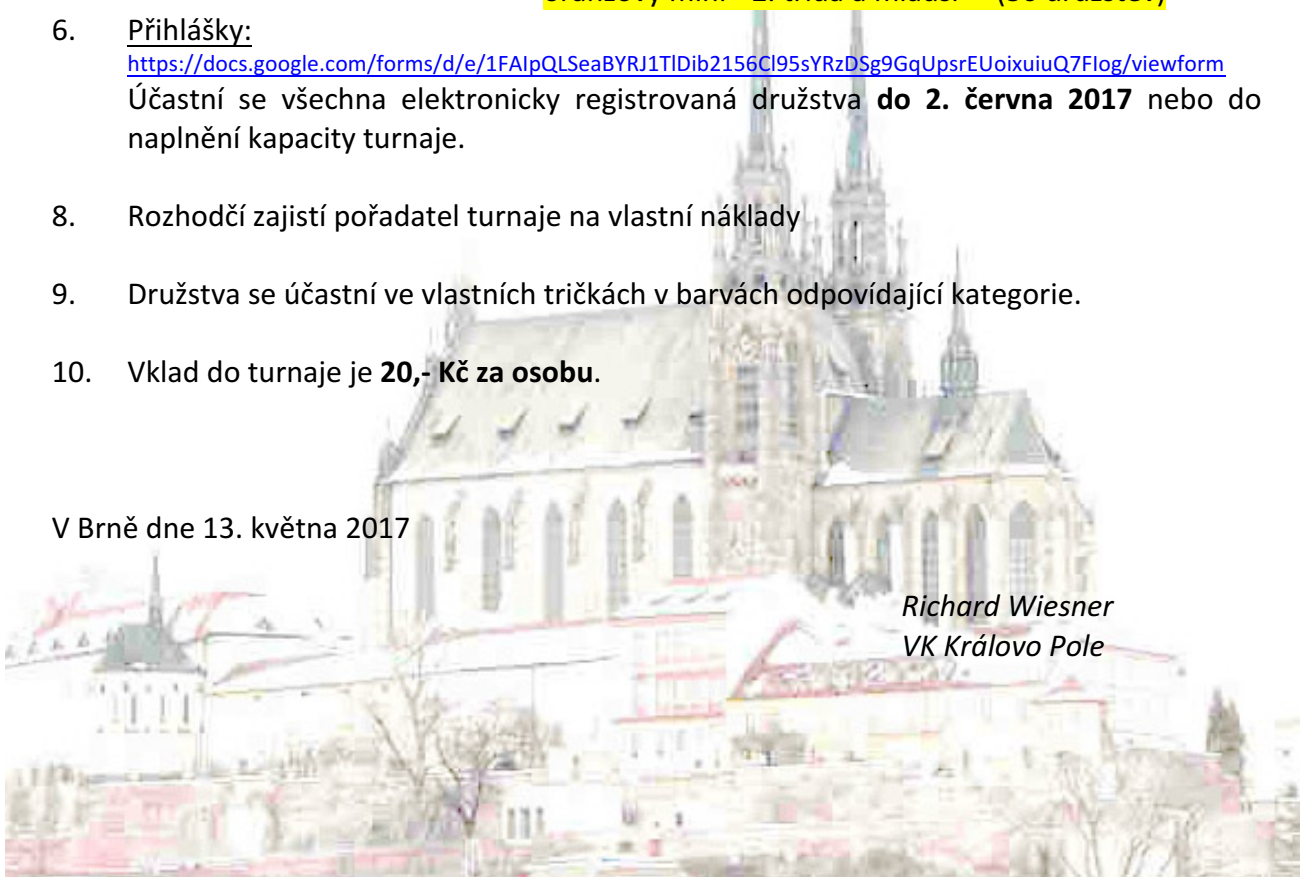 6. Přihlášky:
https://docs.google.com/forms/d/e/1FAIpQLSeaBYRJ1TlDib2156Cl95sYRzDSg9GqUpsrEUoixuiuQ7FIog/viewform
Účastní se všechna elektronicky registrovaná družstva do 2. června 2017 nebo do
naplnění kapacity turnaje.
8. Rozhodčí zajistí pořadatel turnaje na vlastní náklady
9. Družstva se účastní ve vlastních tričkách v barvách odpovídající kategorie.
10. Vklad do turnaje je 20,- Kč za osobu.
V Brně dne 13. května 2017
Richard Wiesner
VK Královo Pole